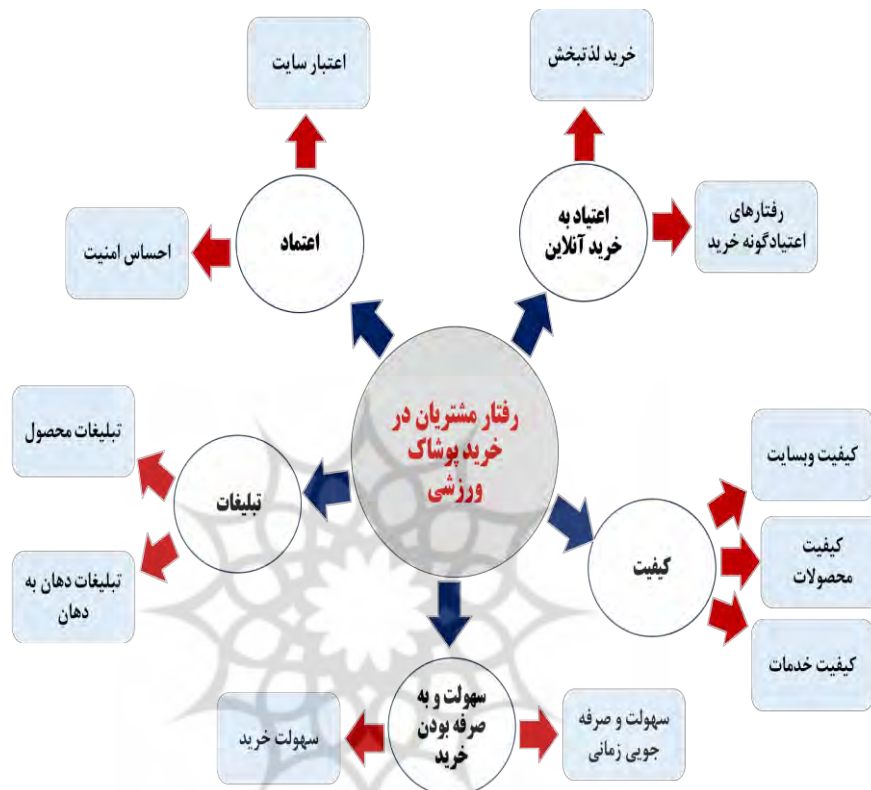 خرید لذتبخش
اعتبار سایت
اعتیاد به
خرید آنلاین
رفتارهای
اعتیادگونه خرید
اعتماد
احساس امنیت
رفتار مشتریان در
خرید پوشاک
ورزشی
تبلیغات محصول
تبلیغات
تبلیغات دهان به
دهان
کیفیت وبسایت
کیفیت
کیفیت
محصولات
کیفیت خدمات
سهولت و به
صرفه بودن
خرید
سهولت و صرفه
جویی زمانی
سهولت خرید